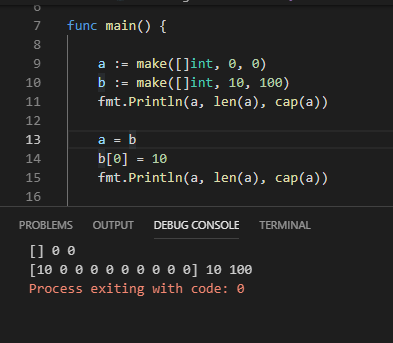 7 func main() {
8
9 a := make([]int, 0, 0)
10 b := make([]int, 10, 100)
11 fmt.Println(a, len(a), cap(a))
12
13 a = b
14 b[0] = 10
15 fmt.Println(a, len(a), cap(a))
16
PROBLEMS OUTPUT DEBUG CONSOLE TERMINAL
[] 0 0
[10 0 0 0 0 0 0 0 0 0] 10 100
Process exiting with code: 0